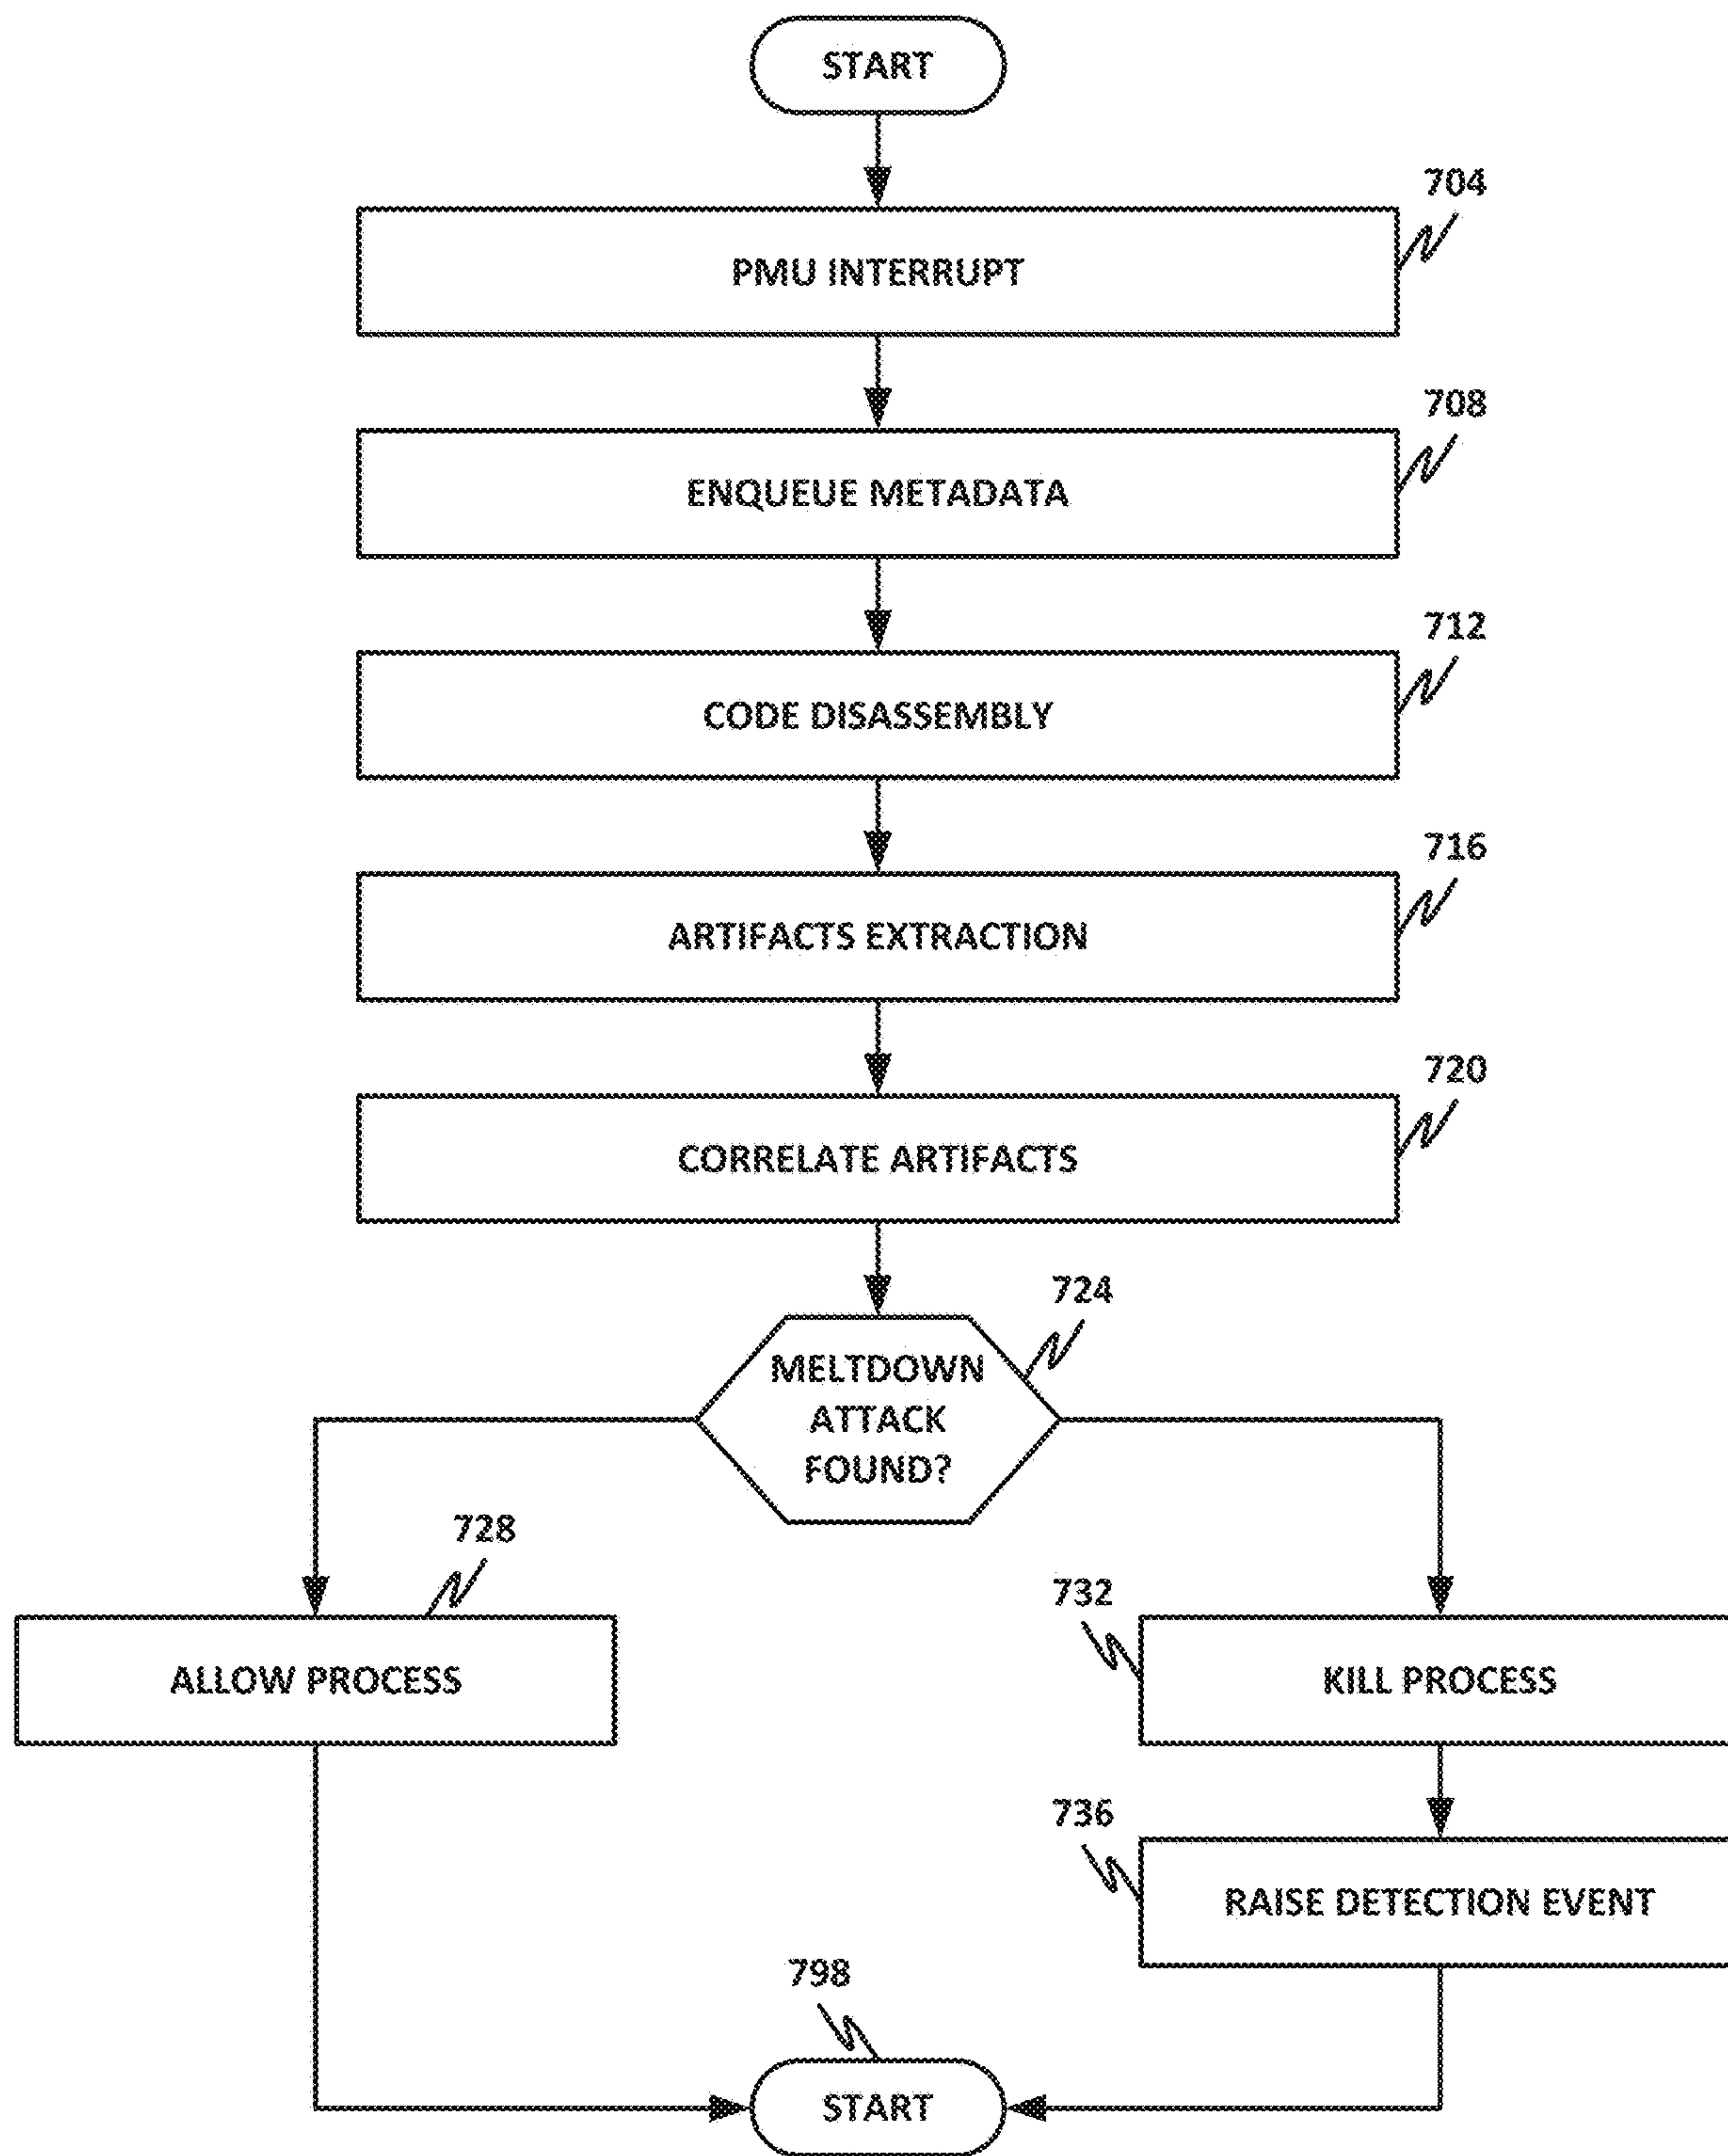 START
704
PMU INTERRUPT
708
ENQUEUE METADATA
712
CODE DISASSEMBLY
716
ARTIFACTS EXTRACTION
720
CORRELATE ARTIFACTS
724
MELTDOWN
ATTACK
FOUND?
728
ALLOW PROCESS
732
KILL PROCESS
736
RAISE DETECTION EVENT
798
START